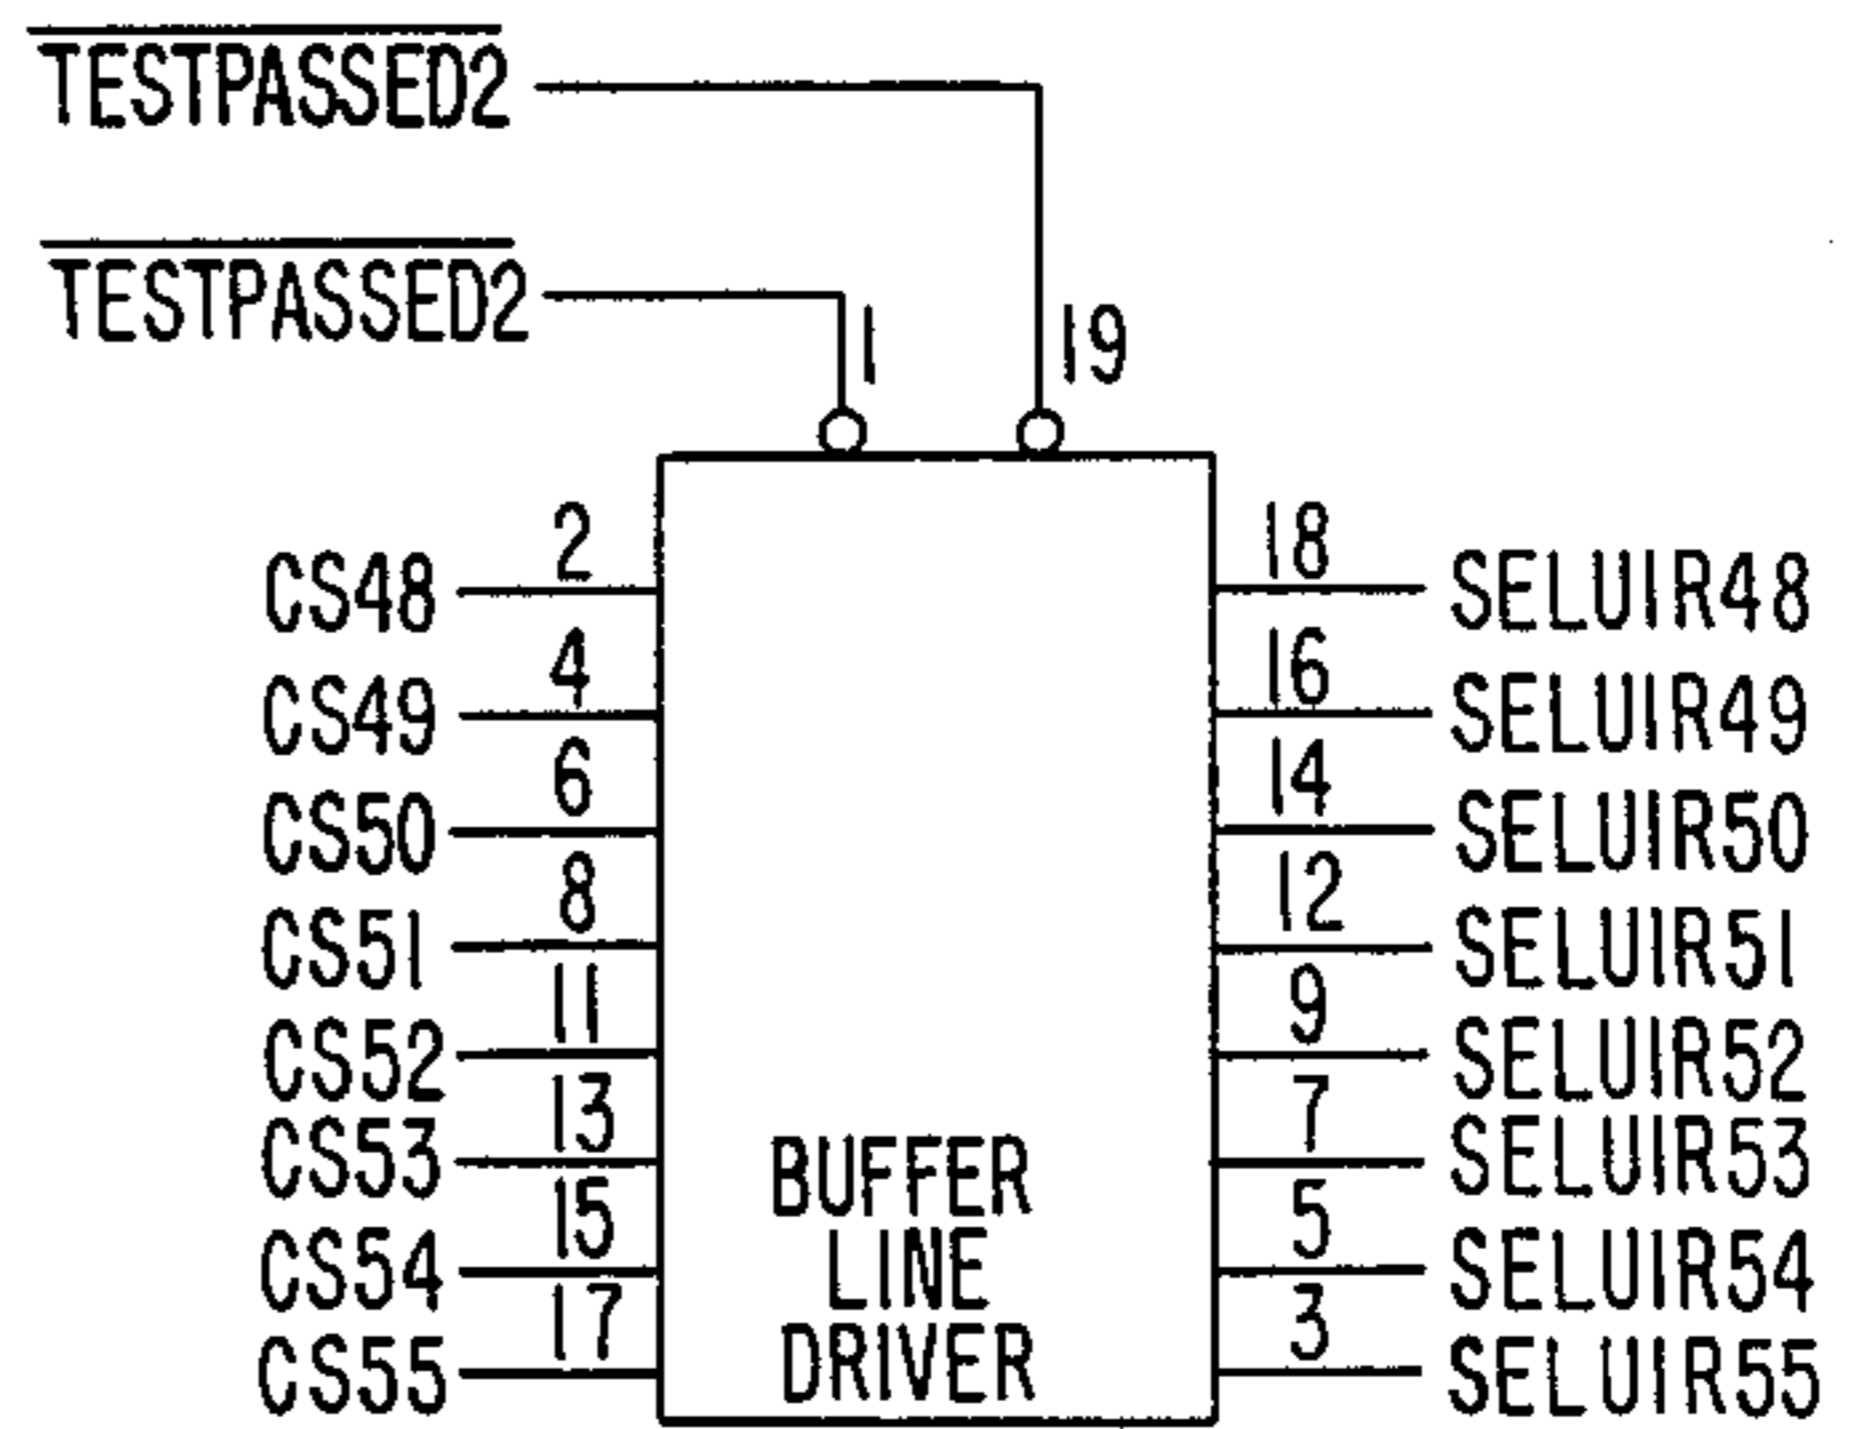 TESTPASSED2
TESTPASSED2
1 19
2 18
CS48 SELUIR48
4 16
CS49 SELUIR49
6 14
CS50 SELUIR50
8 12
CS51 SELUIR51
11 9
CS52 SELUIR52
13 7
CS53 SELUIR53
BUFFER
15 5
CS54 LINE SELUIR54
17 3
CS55 DRIVER SELUIR55